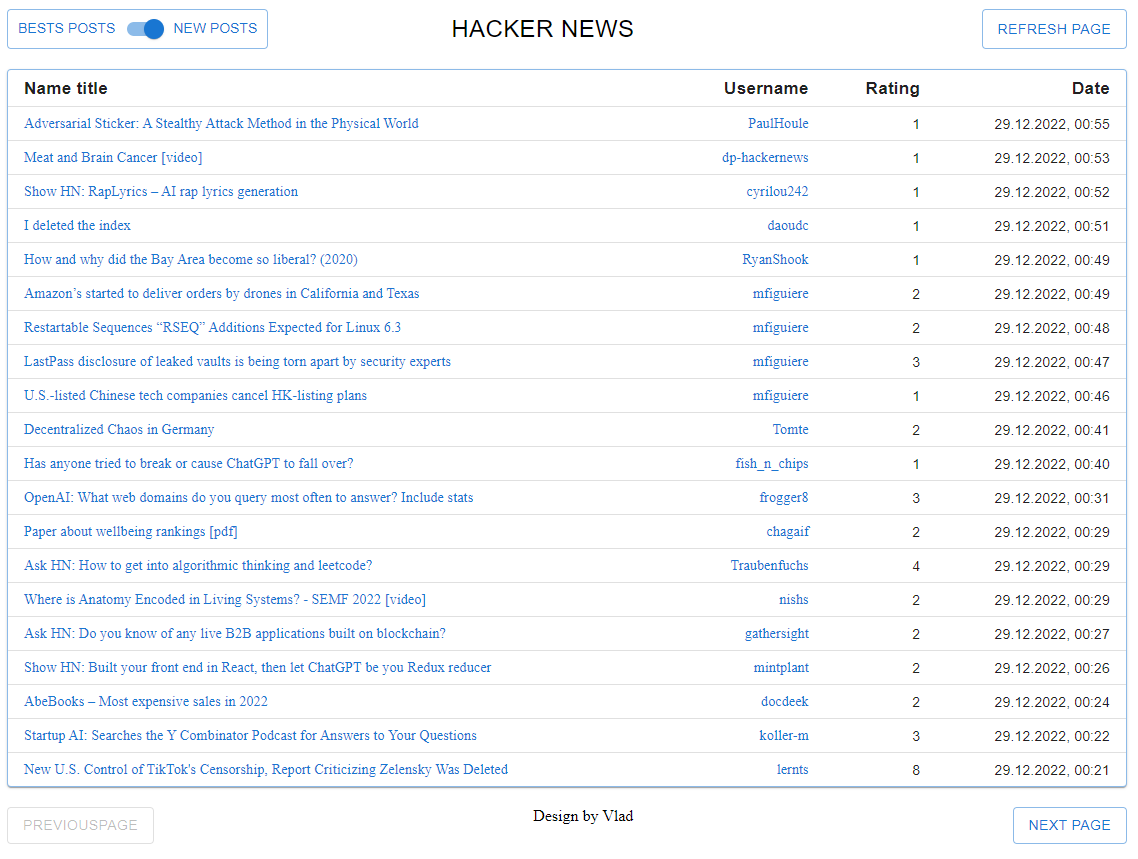 BESTS POSTS NEW POSTS HACKER NEWS REFRESH PAGE
Name title Username Rating Date
Adversarial Sticker: A Stealthy Attack Method in the Physical World PaulHoule 1 29.12.2022, 00:55
Meat and Brain Cancer [video] dp-hackernews 1 29.12.2022, 00:53
Show HN: RapLyrics – AI rap lyrics generation cyrilou242 1 29.12.2022, 00:52
I deleted the index daoudc 1 29.12.2022, 00:51
How and why did the Bay Area become so liberal? (2020) RyanShook 1 29.12.2022, 00:49
Amazon’s started to deliver orders by drones in California and Texas mfiguiere 2 29.12.2022, 00:49
Restartable Sequences “RSEQ” Additions Expected for Linux 6.3 mfiguiere 2 29.12.2022, 00:48
LastPass disclosure of leaked vaults is being torn apart by security experts mfiguiere 3 29.12.2022, 00:47
U.S.-listed Chinese tech companies cancel HK-listing plans mfiguiere 1 29.12.2022, 00:46
Decentralized Chaos in Germany Tomte 2 29.12.2022, 00:41
Has anyone tried to break or cause ChatGPT to fall over? fish_n_chips 1 29.12.2022, 00:40
OpenAI: What web domains do you query most often to answer? Include stats frogger8 3 29.12.2022, 00:31
Paper about wellbeing rankings [pdf] chagaif 2 29.12.2022, 00:29
Ask HN: How to get into algorithmic thinking and leetcode? Traubenfuchs 4 29.12.2022, 00:29
Where is Anatomy Encoded in Living Systems? - SEMF 2022 [video] nishs 2 29.12.2022, 00:29
Ask HN: Do you know of any live B2B applications built on blockchain? gathersight 2 29.12.2022, 00:27
Show HN: Built your front end in React, then let ChatGPT be you Redux reducer mintplant 2 29.12.2022, 00:26
AbeBooks – Most expensive sales in 2022 docdeek 2 29.12.2022, 00:24
Startup AI: Searches the Y Combinator Podcast for Answers to Your Questions koller-m 3 29.12.2022, 00:22
New U.S. Control of TikTok's Censorship, Report Criticizing Zelensky Was Deleted lernts 8 29.12.2022, 00:21
PREVIOUSPAGE Design by Vlad NEXT PAGE